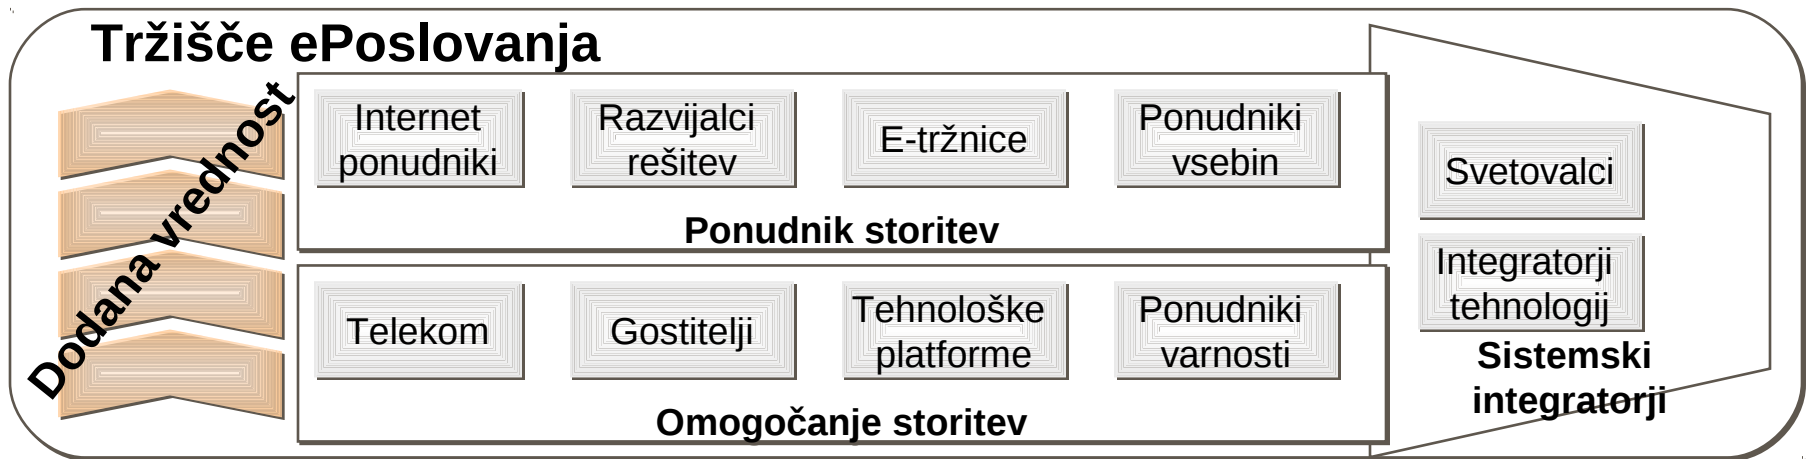 Tržišče ePoslovanja
Dodana vrednost
Internet
ponudniki
Razvijalci
rešitev
E-tržnice
Ponudniki
vsebin
Ponudnik storitev
Telekom
Gostitelji
Tehnološke
platforme
Ponudniki
varnosti
Omogočanje storitev
Svetovalci
Integratorji
tehnologij
Sistemski
integratorji